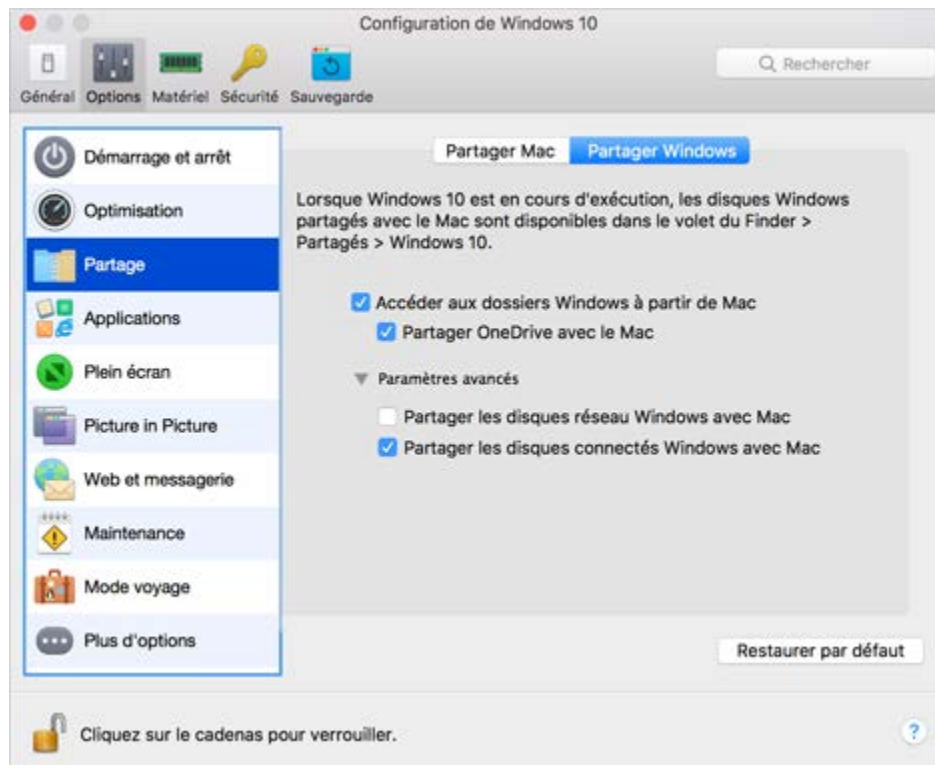 Configuration de Windows 10
Général Options Matériel Sécurité Sauvegarde
Rechercher
Démarrage et arrêt
Optimisation
Partage
Applications
Plein écran
Picture in Picture
Web et messagerie
Maintenance
Mode voyage
Plus d'options
Partager Mac Partager Windows
Lorsque Windows 10 est en cours d'exécution, les disques Windows
partagés avec le Mac sont disponibles dans le volet du Finder >
Partagés > Windows 10.
Accéder aux dossiers Windows à partir de Mac
Partager OneDrive avec le Mac
Paramètres avancés
Partager les disques réseau Windows avec Mac
Partager les disques connectés Windows avec Mac
Restaurer par défaut
Cliquez sur le cadenas pour verrouiller.
?